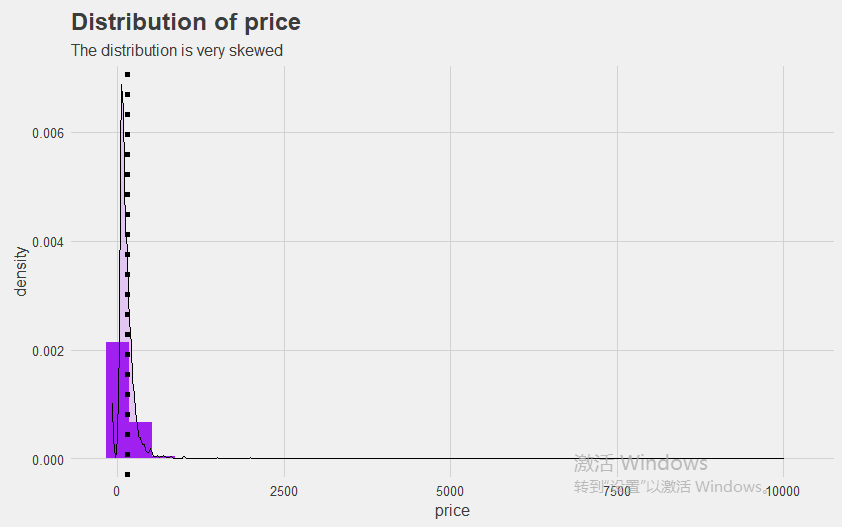 Distribution of price
The distribution is very skewed
0.006
0.004
0.002
0.000
density
0
2500
5000
7500
10000
price
激活 Windows
转到“设置”以激活 Windows。